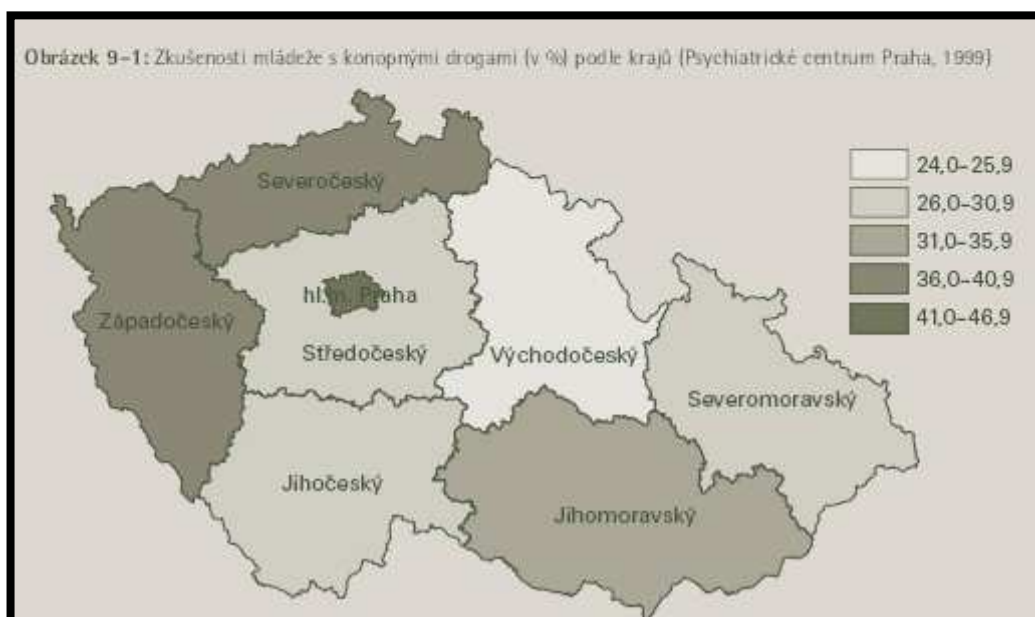 Obrázek 9–1: Zkušenosti mládeže s konopnými drogami (v %) podle krajů (Psychiatrické centrum Praha, 1999)
Severočeský
24,0–25,9
26,0–30,9
31,0–35,9
36,0–40,9
41,0–46,9
hl.m. Praha
Západočeský
Středočeský
Východočeský
Severomoravský
Jihočeský
Jihomoravský